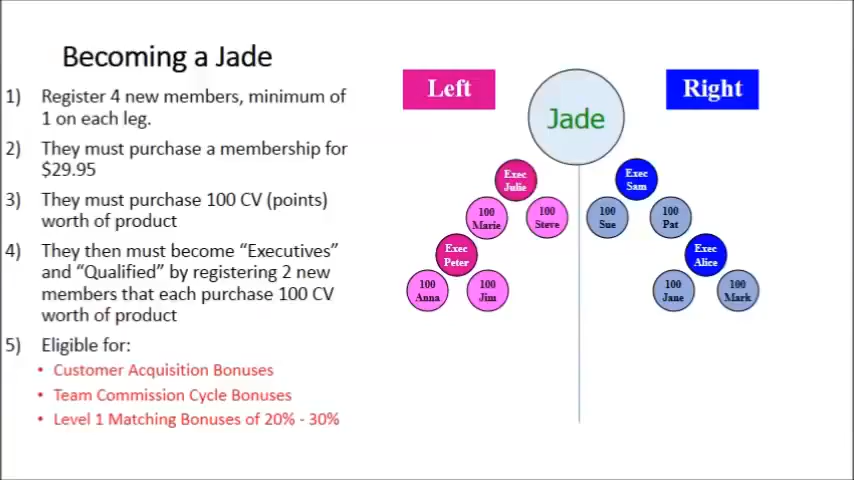 Becoming a Jade
1) Register 4 new members, minimum of
1 on each leg.
2) They must purchase a membership for
$29.95
3) They must purchase 100 CV (points)
worth of product
4) They then must become “Executives”
and “Qualified” by registering 2 new
members that each purchase 100 CV
worth of product
5) Eligible for:
• Customer Acquisition Bonuses
• Team Commission Cycle Bonuses
• Level 1 Matching Bonuses of 20% - 30%
Left
Jade
Right
Exec
Julie
Exec
Sam
100
Marie
100
Steve
100
Sue
100
Pat
Exec
Peter
Exec
Alice
100
Anna
100
Jim
100
Jane
100
Mark